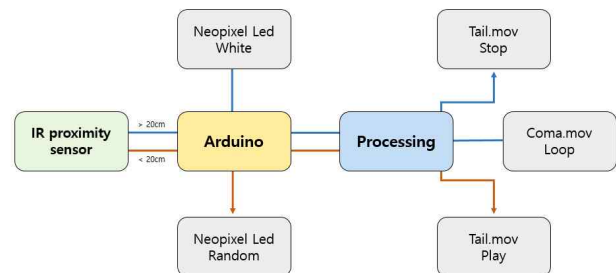 Neopixel Led
White
Tail.mov
Stop
IR proximity
sensor
> 20cm
< 20cm
Arduino
Processing
Coma.mov
Loop
Neopixel Led
Random
Tail.mov
Play